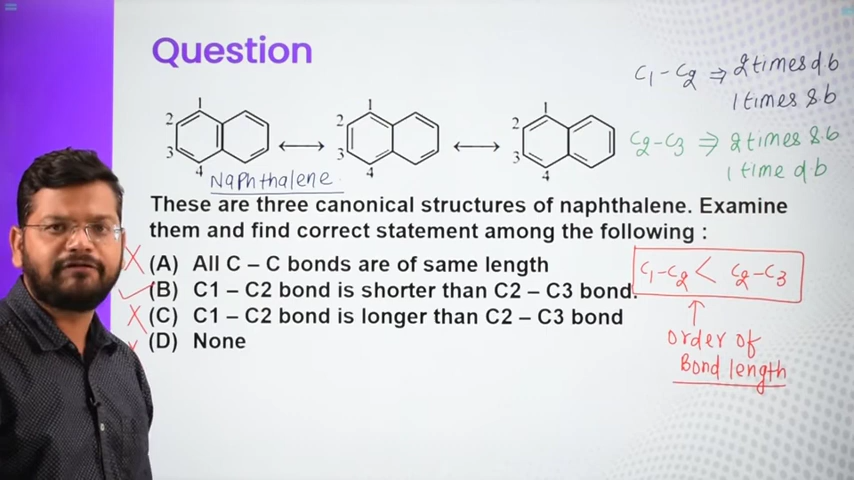 Question
C1 – C2 ⇒ 2 times d.b
1 times s.b
C2 – C3 ⇒ 2 times s.b
1 time d.b
1
2
3
4
1
2
3
4
1
2
3
4
Naphthalene
These are three canonical structures of naphthalene. Examine
them and find correct statement among the following :
(A) All C – C bonds are of same length
(B) C1 – C2 bond is shorter than C2 – C3 bond.
(C) C1 – C2 bond is longer than C2 – C3 bond
(D) None
C1–C2 < C2–C3
order of
Bond length